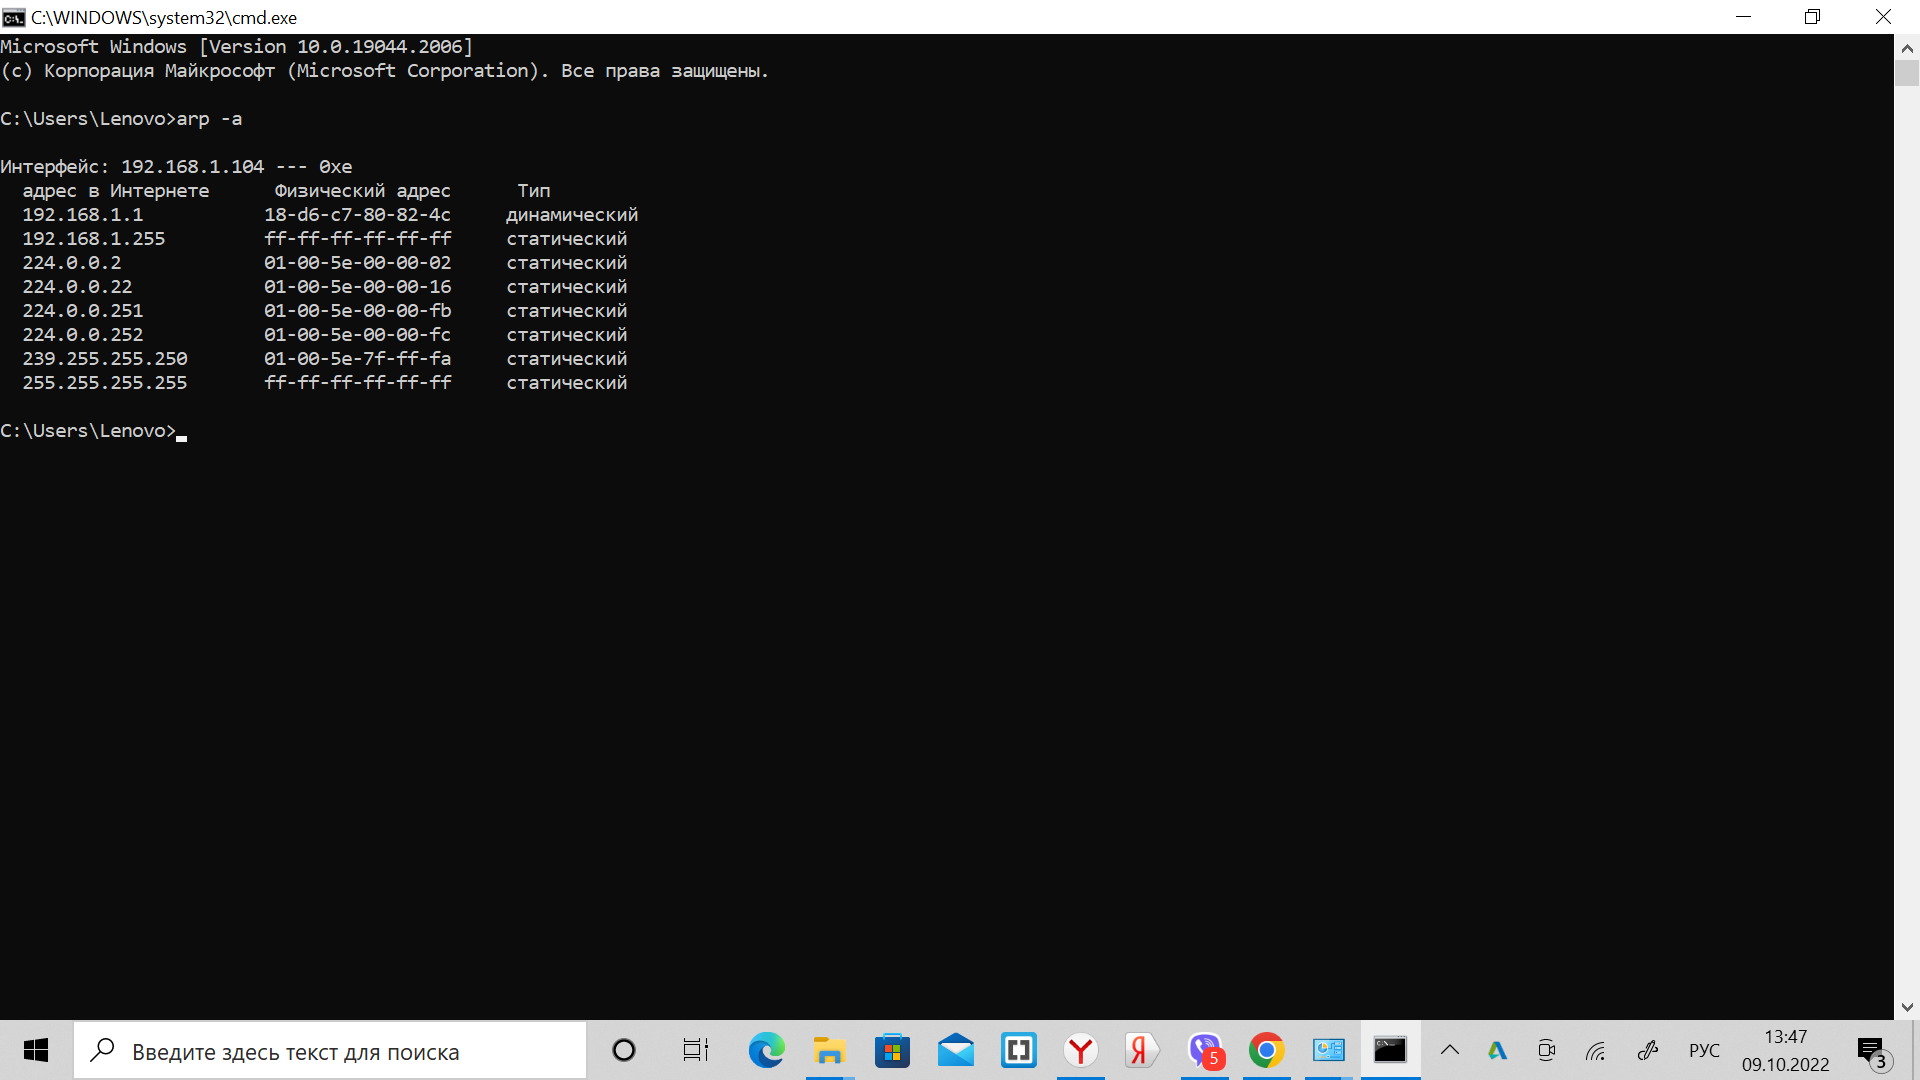 C:\WINDOWS\system32\cmd.exe
Microsoft Windows [Version 10.0.19044.2006]
(c) Корпорация Майкрософт (Microsoft Corporation). Все права защищены.
C:\Users\Lenovo>arp -a
Интерфейс: 192.168.1.104 --- 0xe
адрес в Интернете Физический адрес Тип
192.168.1.1 18-d6-c7-80-82-4c динамический
192.168.1.255 ff-ff-ff-ff-ff-ff статический
224.0.0.2 01-00-5e-00-00-02 статический
224.0.0.22 01-00-5e-00-00-16 статический
224.0.0.251 01-00-5e-00-00-fb статический
224.0.0.252 01-00-5e-00-00-fc статический
239.255.255.250 01-00-5e-7f-ff-fa статический
255.255.255.255 ff-ff-ff-ff-ff-ff статический
C:\Users\Lenovo>
Введите здесь текст для поиска
Y
Я
5
C:\
РУС
13:47
09.10.2022
3